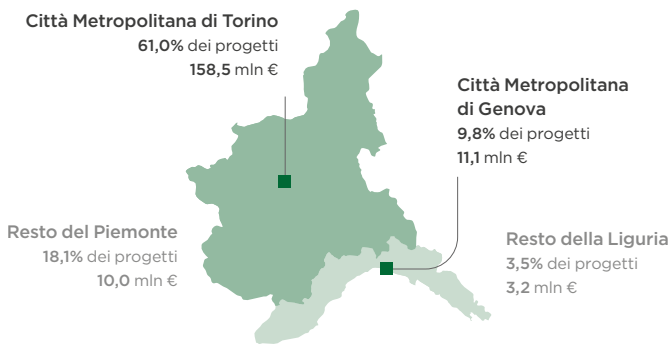 Città Metropolitana di Torino
61,0% dei progetti
158,5 mln €
Città Metropolitana
di Genova
9,8% dei progetti
11,1 mln €
Resto del Piemonte
18,1% dei progetti
10,0 mln €
Resto della Liguria
3,5% dei progetti
3,2 mln €